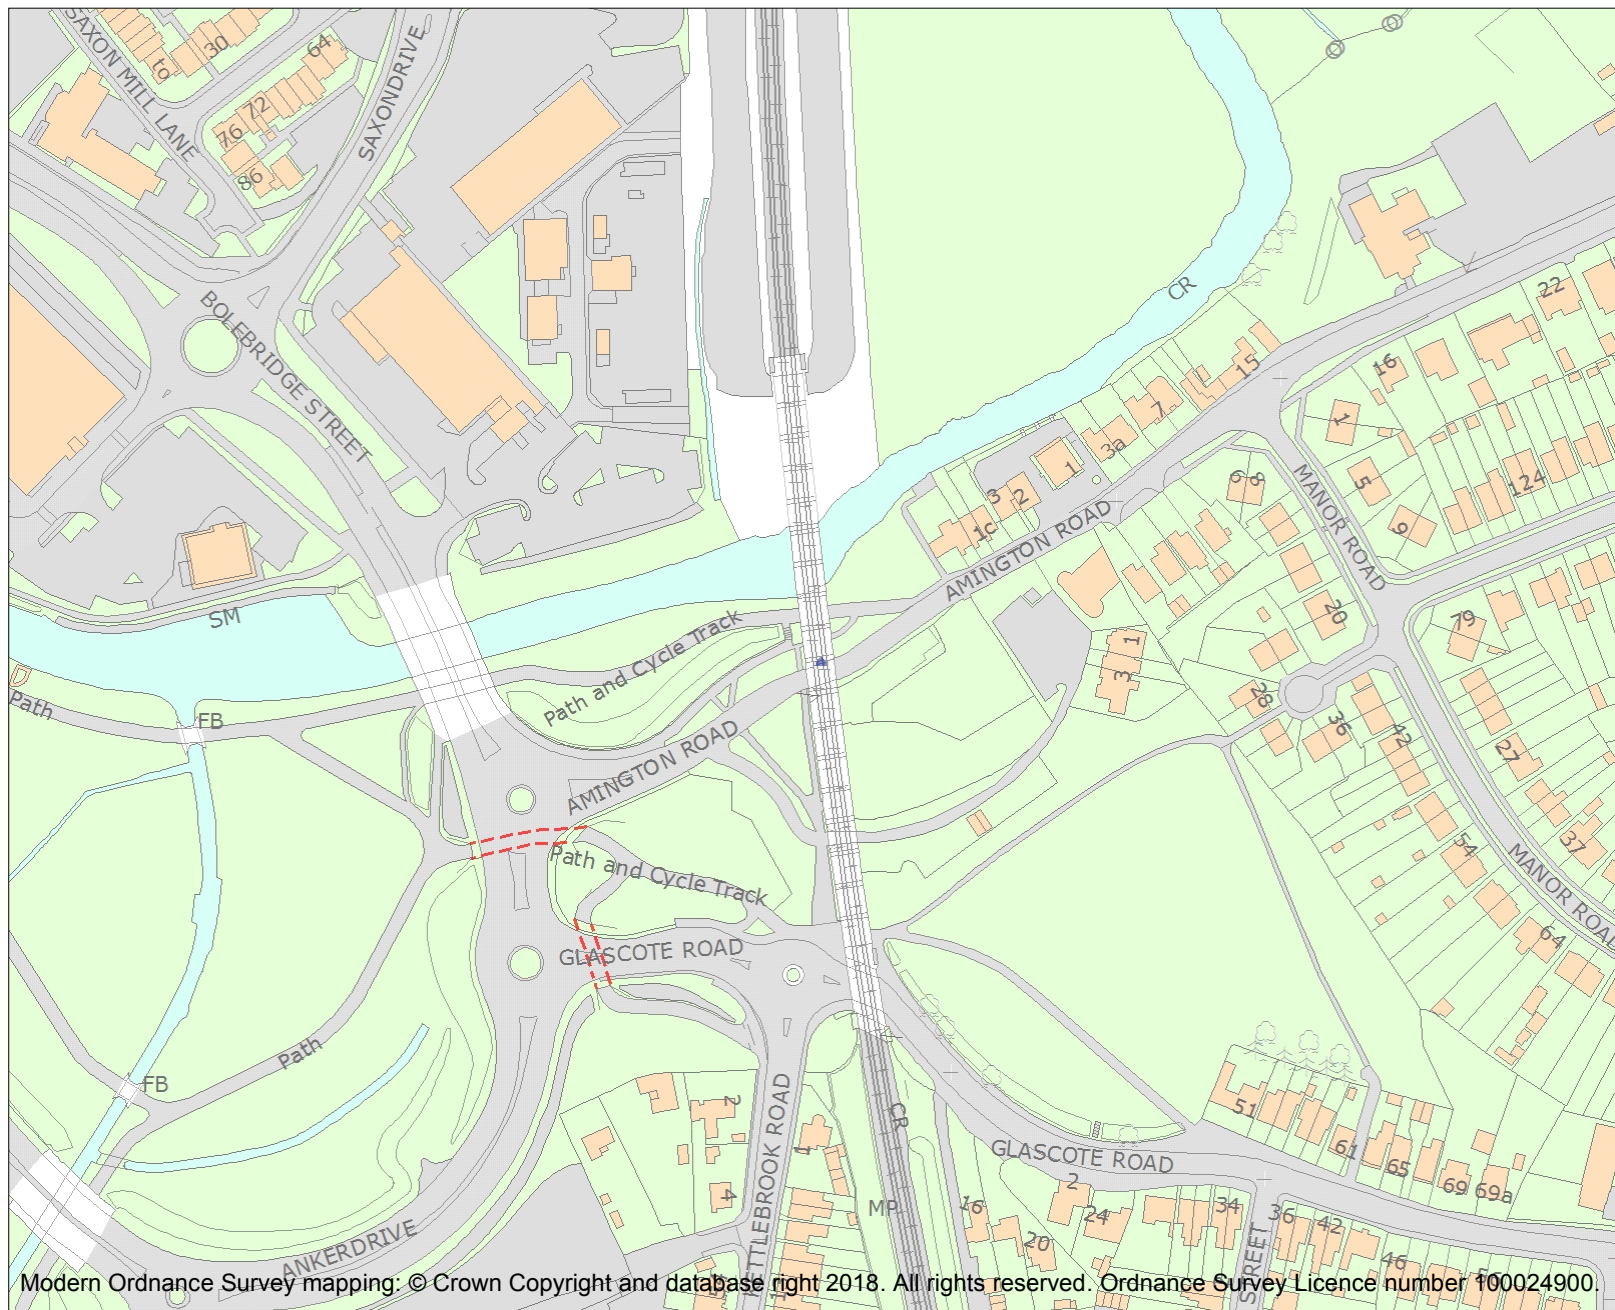 SAXON MILL LANE
to
30
64
72
76
86
SAXONDRIVE
BOLEBRIDGE STREET
CR
22
16
15
7
3a
1
1
3
2
1c
6
8
5
9
124
AMINGTON ROAD
MANOR ROAD
SM
20
79
1
3
Path and Cycle Track
28
36
42
27
Path
FB
AMINGTON ROAD
54
37
MANOR ROAD
Path and Cycle Track
64
GLASCOTE ROAD
Path
FB
2
51
CR
1
61
65
69
69a
GLASCOTE ROAD
4
KETTLEBROOK ROAD
MP
16
2
24
20
34
36
42
46
STREET
ANKERDRIVE
Modern Ordnance Survey mapping: © Crown Copyright and database right 2018. All rights reserved. Ordnance Survey Licence number 100024900.